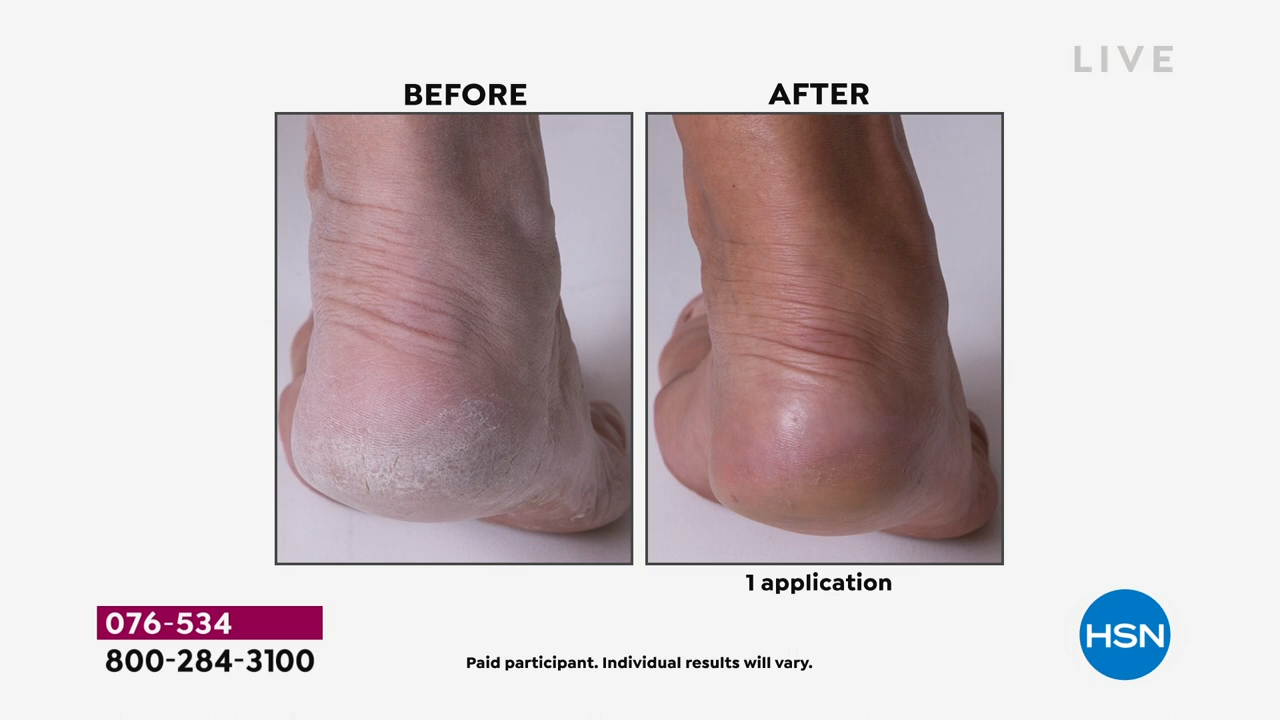 LIVE
BEFORE
AFTER
1 application
076-534
800-284-3100
Paid participant. Individual results will vary.
HSN